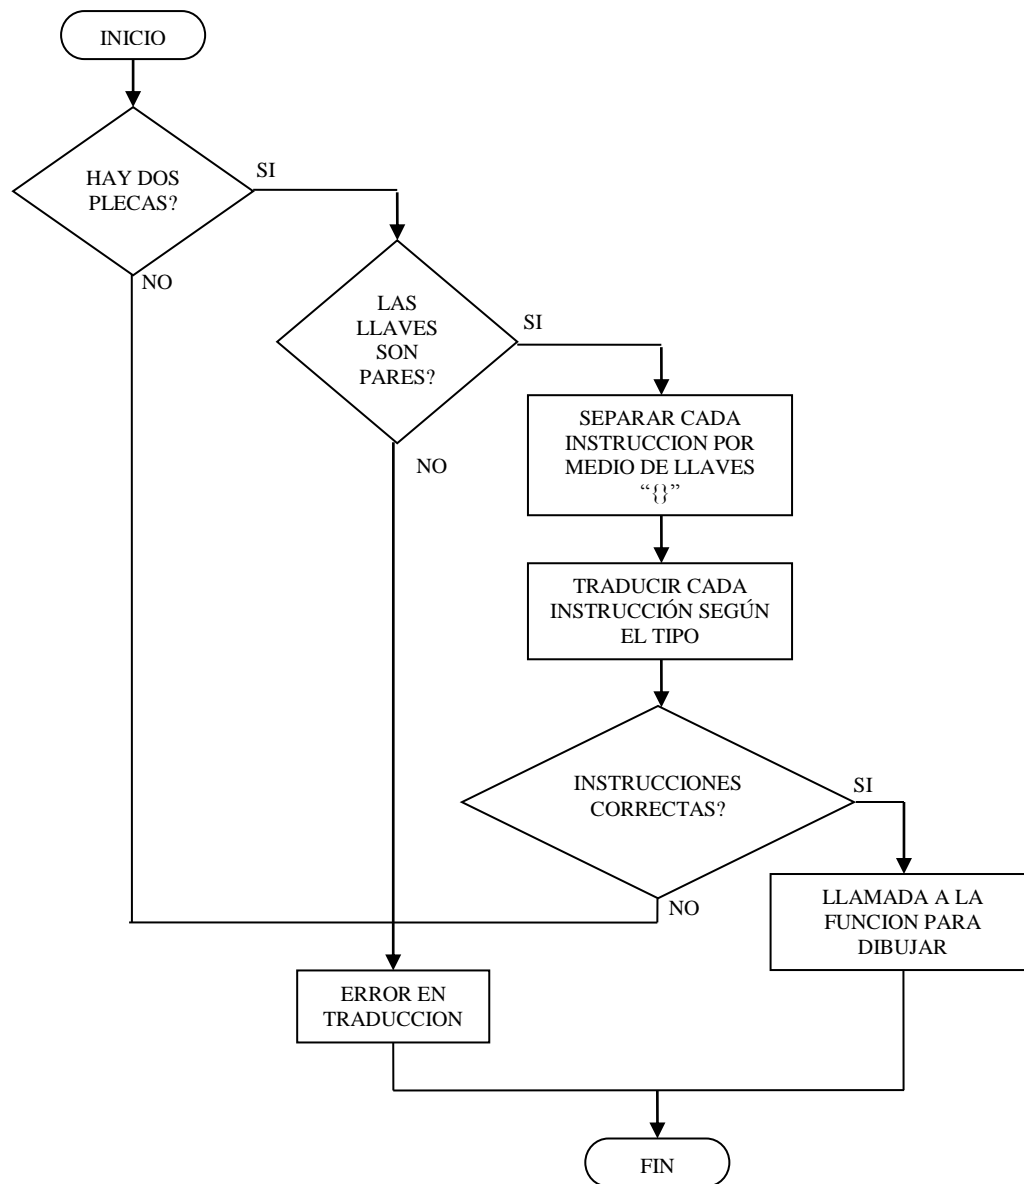 INICIO
HAY DOS
PLECAS?
SI
NO
LAS
LLAVES
SON
PARES?
SI
NO
SEPARAR CADA
INSTRUCCION POR
MEDIO DE LLAVES
“{}”
TRADUCIR CADA
INSTRUCCIÓN SEGÚN
EL TIPO
INSTRUCCIONES
CORRECTAS?
SI
NO
LLAMADA A LA
FUNCION PARA
DIBUJAR
ERROR EN
TRADUCCION
FIN